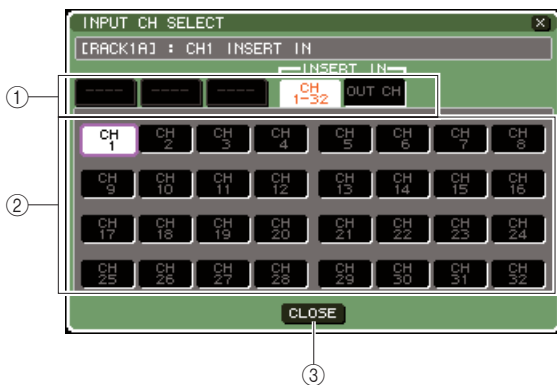 INPUT CH SELECT X
[RACK1A] : CH1 INSERT IN
INSERT IN
① ---- ---- ---- CH 1-32 OUT CH
CH 1 CH 2 CH 3 CH 4 CH 5 CH 6 CH 7 CH 8
② CH 9 CH 10 CH 11 CH 12 CH 13 CH 14 CH 15 CH 16
CH 17 CH 18 CH 19 CH 20 CH 21 CH 22 CH 23 CH 24
CH 25 CH 26 CH 27 CH 28 CH 29 CH 30 CH 31 CH 32
CLOSE
③